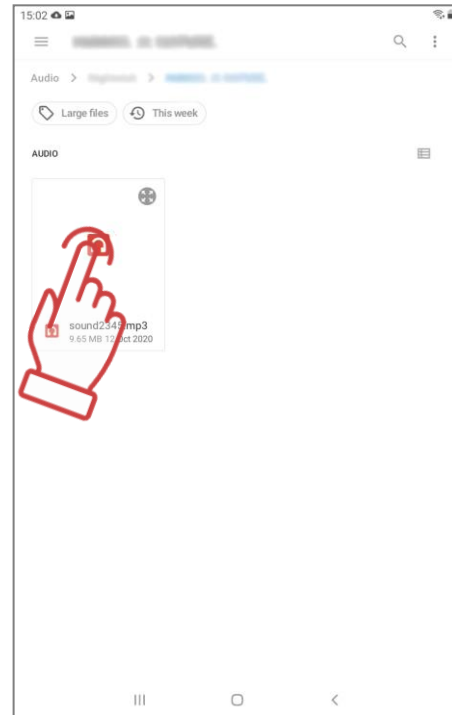 15:02
Audio > >
Large files This week
AUDIO
sound2345.mp3
9.65 MB 12 Oct 2020